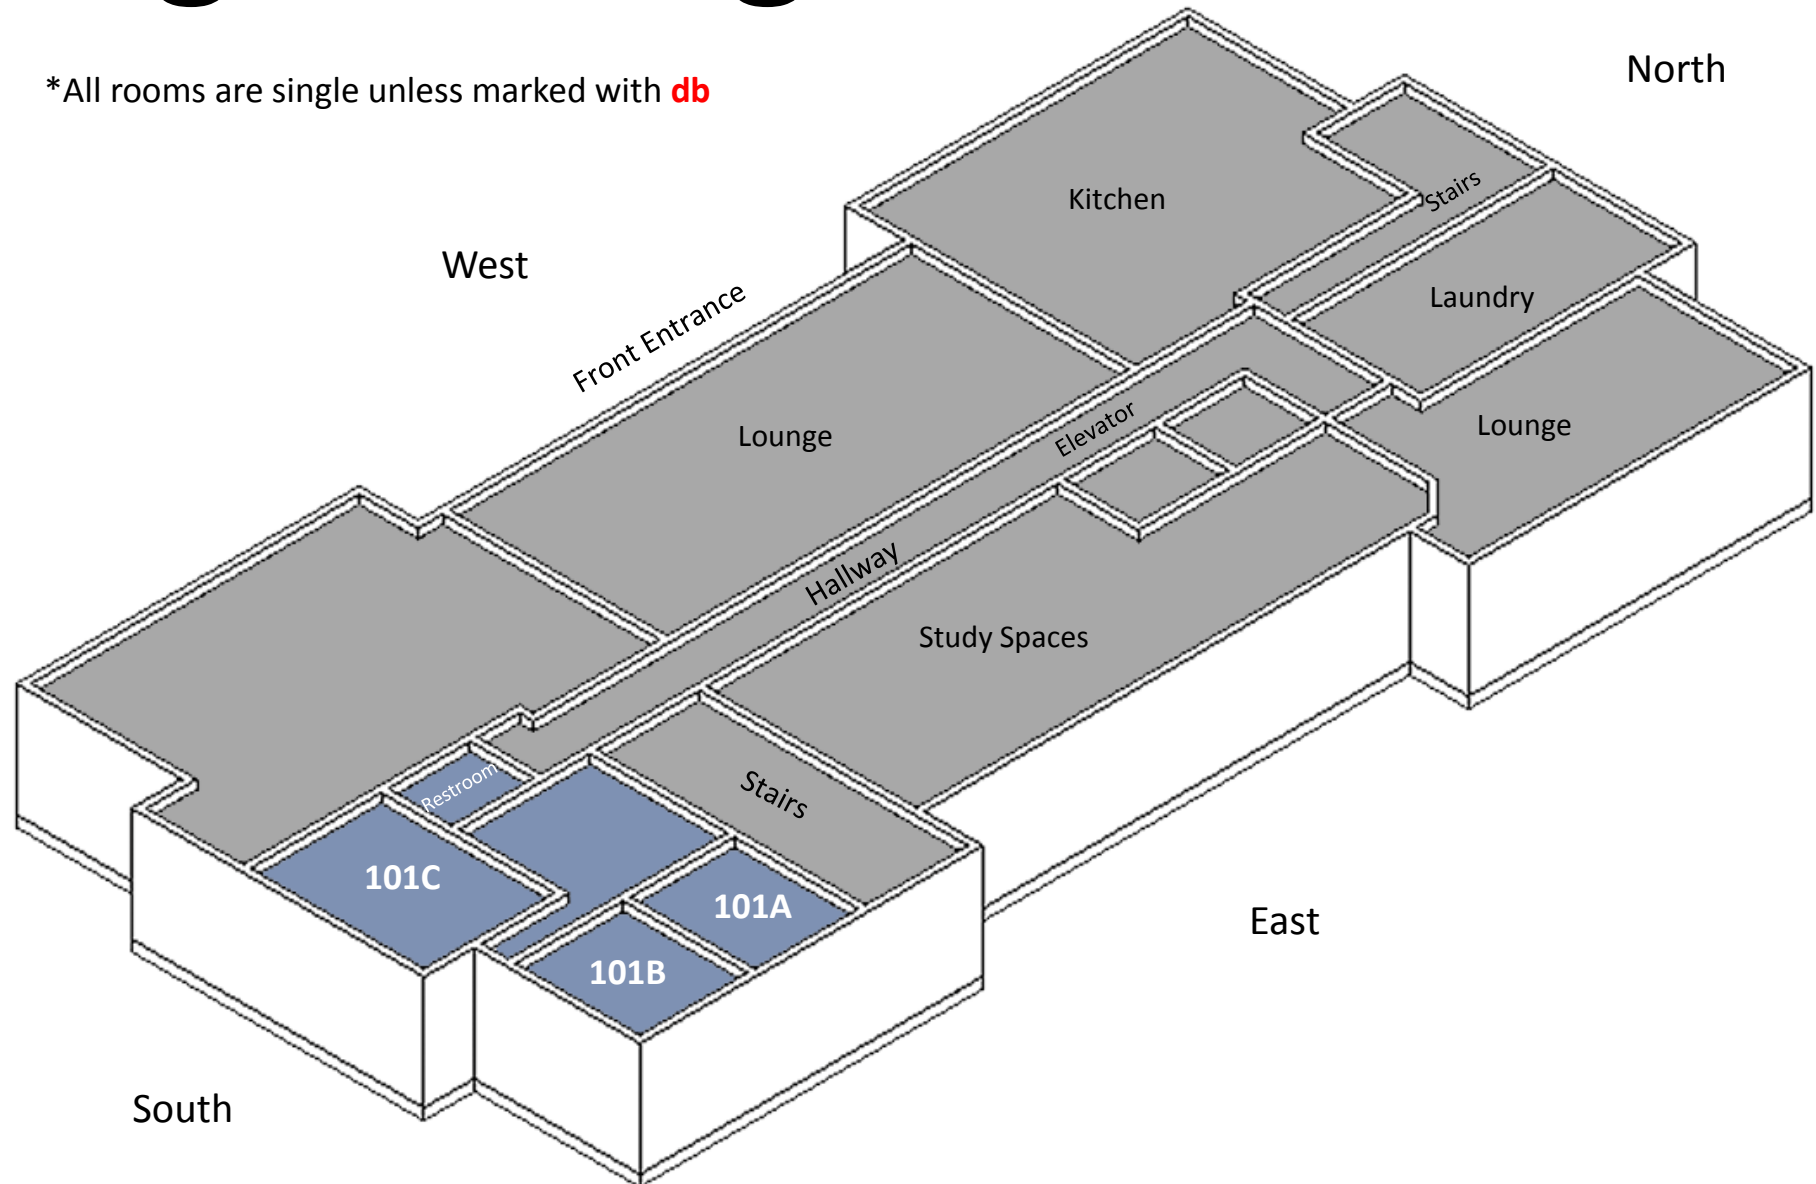 *All rooms are single unless marked with db
North
West
Kitchen
Stairs
Front Entrance
Laundry
Lounge
Elevator
Lounge
Hallway
Study Spaces
Restroom
Stairs
101C
101A
101B
East
South